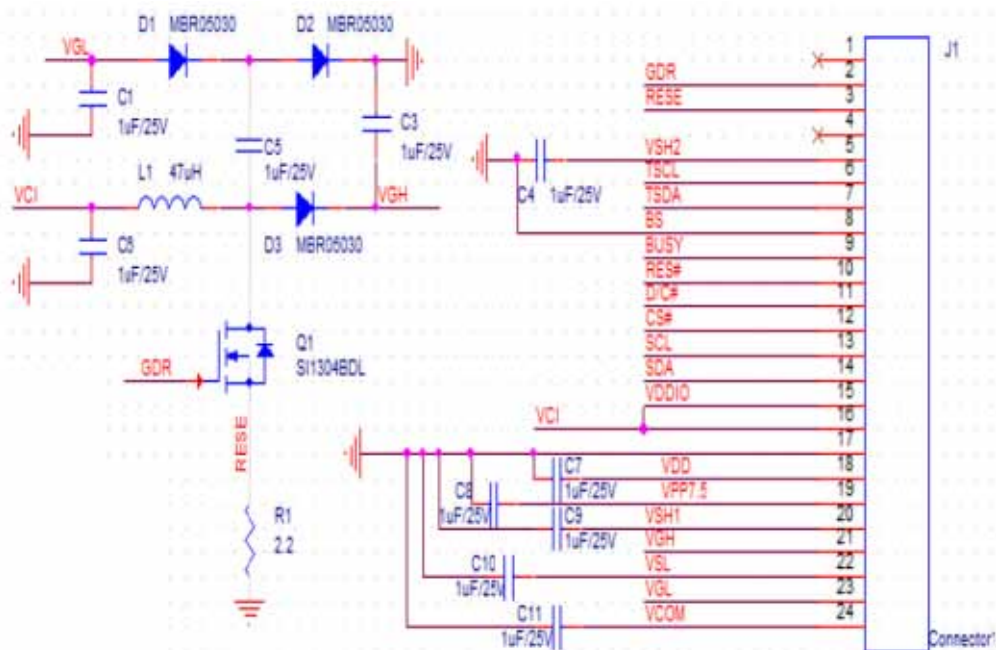 D1 MBR05030
D2 MBR05030
VGL
C1
1uF/25V
C3
1uF/25V
C5
1uF/25V
L1 47uH
VCI
VGH
D3 MBR05030
1uF/25V
Q1
SI1304BDL
GDR
RESE
R1
2.2
J1
1
2
GDR
3
RESE
4
5
VSH2
C4
1uF/25V
6
TSCL
7
TSDA
8
BS
9
BUSY
10
RES#
11
D/C#
12
CS#
13
SCL
14
SDA
15
VDDIO
16
VCI
17
18
C7
VDD
1uF/25V
19
VPP7.5
C8
1uF/25V
20
C9
VSH1
1uF/25V
21
VGH
22
C10
VSL
1uF/25V
23
VGL
24
C11
VCOM
1uF/25V